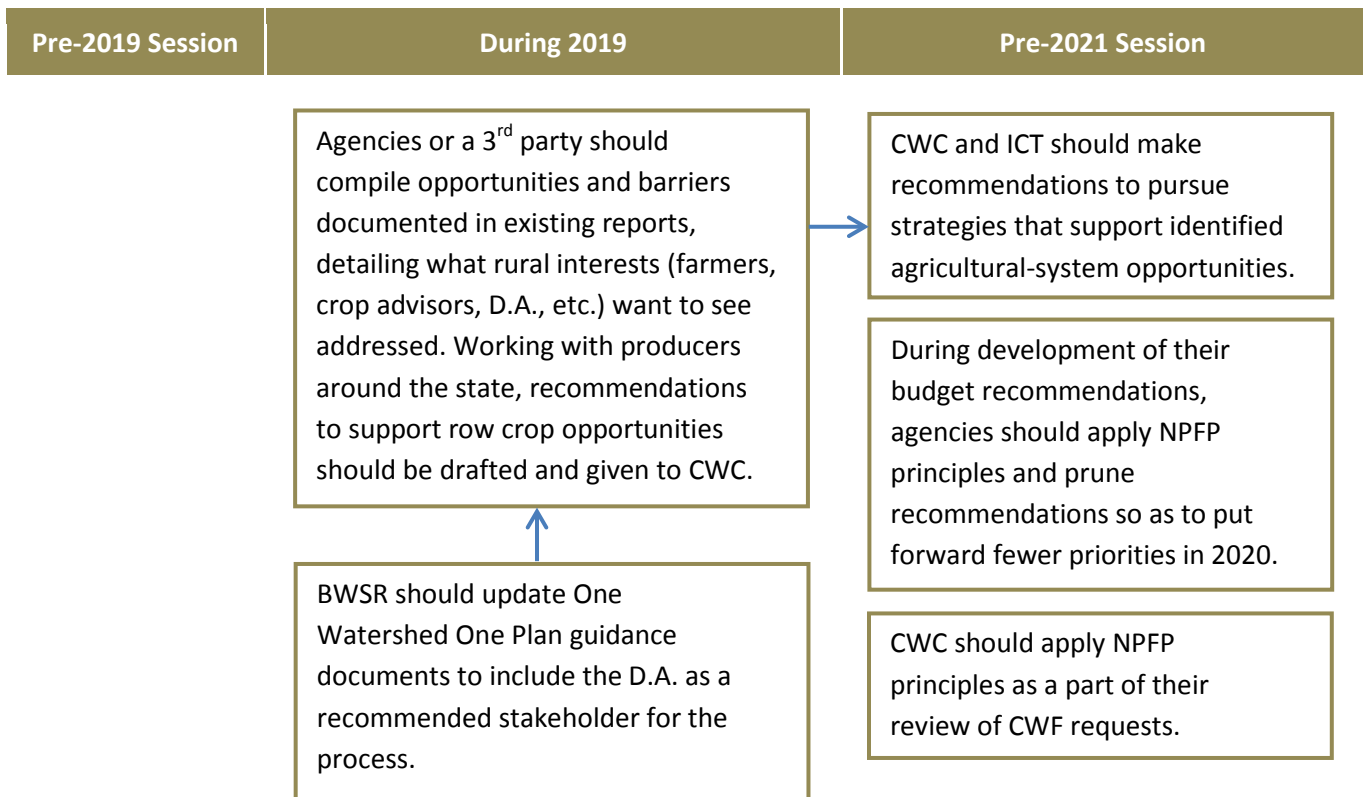 Pre-2019 Session
During 2019
Pre-2021 Session
Agencies or a 3rd party should
compile opportunities and barriers
documented in existing reports,
detailing what rural interests (farmers,
crop advisors, D.A., etc.) want to see
addressed. Working with producers
around the state, recommendations
to support row crop opportunities
should be drafted and given to CWC.
BWSR should update One
Watershed One Plan guidance
documents to include the D.A. as a
recommended stakeholder for the
process.
CWC and ICT should make
recommendations to pursue
strategies that support identified
agricultural-system opportunities.
During development of their
budget recommendations,
agencies should apply NPFP
principles and prune
recommendations so as to put
forward fewer priorities in 2020.
CWC should apply NPFP
principles as a part of their
review of CWF requests.